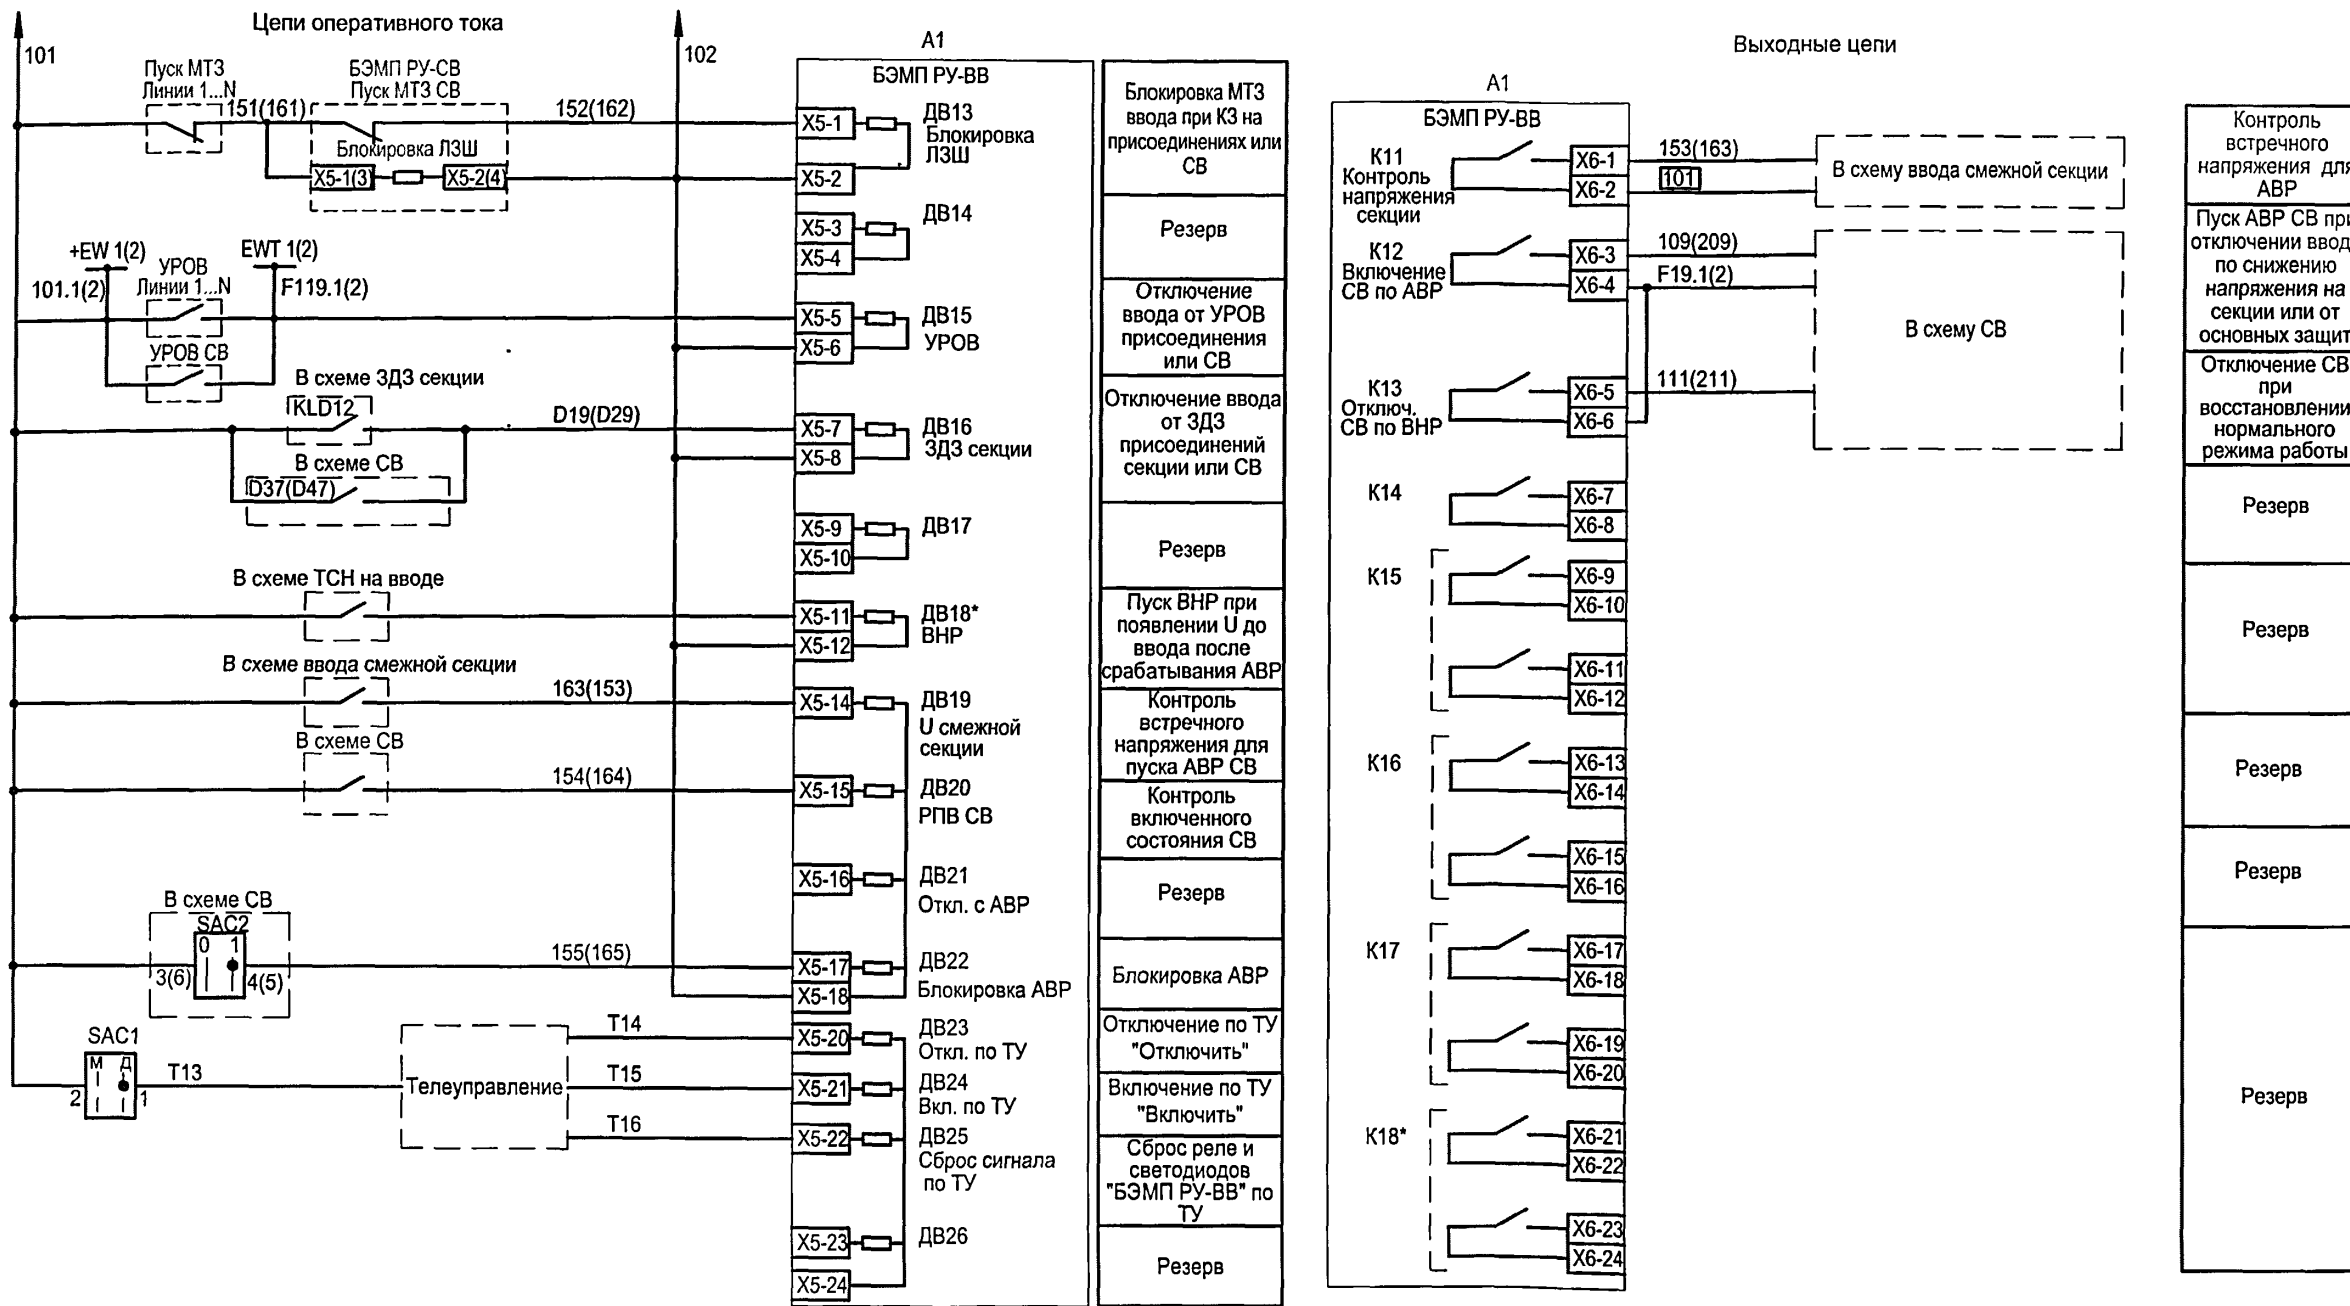 Цепи оперативного тока
101
102
Пуск МТЗ
Линии 1...N
151(161)
БЭМП РУ-СВ
Пуск МТЗ СВ
152(162)
Блокировка ЛЗШ
X5-1(3)
X5-2(4)
+EW 1(2)
EWT 1(2)
101.1(2)
УРОВ
Линии 1...N
F119.1(2)
УРОВ СВ
В схеме ЗДЗ секции
KLD12
D19(D29)
В схеме СВ
D37(D47)
В схеме ТСН на вводе
В схеме ввода смежной секции
163(153)
В схеме СВ
154(164)
В схеме СВ
SAC2
0 1
3(6)
4(5)
155(165)
SAC1
М Д
2
1
T13
Телеуправление
T14
T15
T16
A1
БЭМП РУ-ВВ
X5-1
ДВ13
Блокировка
ЛЗШ
X5-2
X5-3
ДВ14
X5-4
X5-5
ДВ15
УРОВ
X5-6
X5-7
ДВ16
ЗДЗ секции
X5-8
X5-9
ДВ17
X5-10
X5-11
ДВ18*
ВНР
X5-12
X5-14
ДВ19
U смежной
секции
X5-15
ДВ20
РПВ СВ
X5-16
ДВ21
Откл. с АВР
X5-17
ДВ22
Блокировка АВР
X5-18
X5-20
ДВ23
Откл. по ТУ
X5-21
ДВ24
Вкл. по ТУ
X5-22
ДВ25
Сброс сигнала
по ТУ
X5-23
ДВ26
X5-24
Блокировка МТЗ
ввода при КЗ на
присоединениях или
СВ
Резерв
Отключение
ввода от УРОВ
присоединения
или СВ
Отключение ввода
от ЗДЗ
присоединений
секции или СВ
Резерв
Пуск ВНР при
появлении U до
ввода после
срабатывания АВР
Контроль
встречного
напряжения для
пуска АВР СВ
Контроль
включенного
состояния СВ
Резерв
Блокировка АВР
Отключение по ТУ
"Отключить"
Включение по ТУ
"Включить"
Сброс реле и
светодиодов
"БЭМП РУ-ВВ" по
ТУ
Резерв
Выходные цепи
A1
БЭМП РУ-ВВ
К11
Контроль
напряжения
секции
X6-1
X6-2
153(163)
101
В схему ввода смежной секции
К12
Включение
СВ по АВР
X6-3
X6-4
109(209)
F19.1(2)
В схему СВ
К13
Отключ.
СВ по ВНР
X6-5
X6-6
111(211)
К14
X6-7
X6-8
К15
X6-9
X6-10
X6-11
X6-12
К16
X6-13
X6-14
X6-15
X6-16
К17
X6-17
X6-18
X6-19
X6-20
К18*
X6-21
X6-22
X6-23
X6-24
Контроль
встречного
напряжения для
АВР
Пуск АВР СВ при
отключении ввод
по снижению
напряжения на
секции или от
основных защит
Отключение СВ
при
восстановлении
нормального
режима работы
Резерв
Резерв
Резерв
Резерв
Резерв